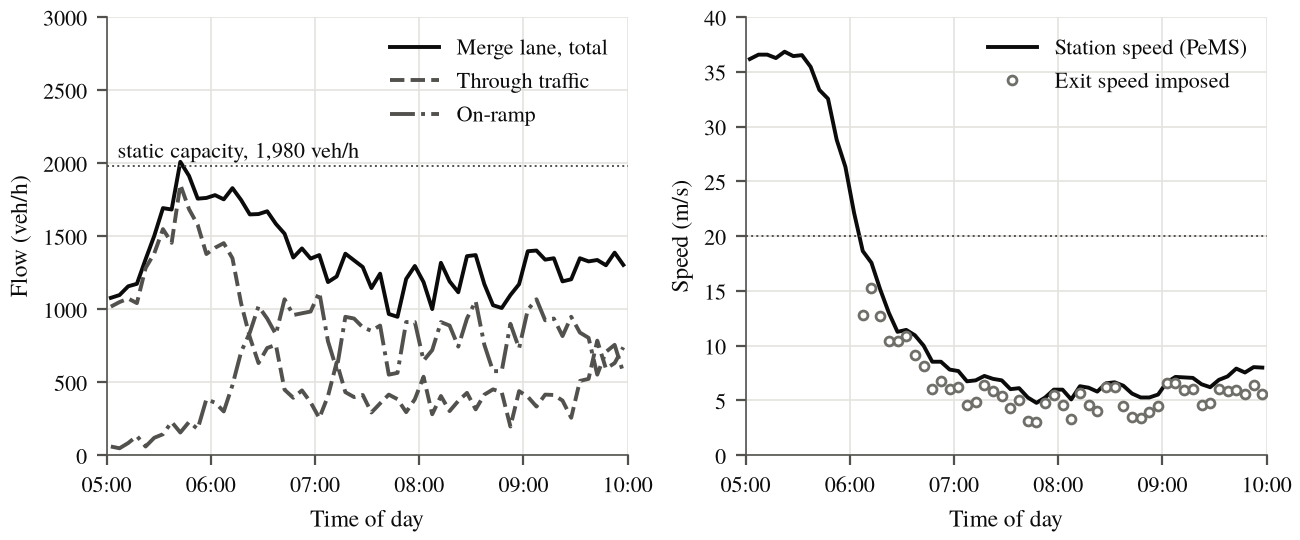 3000
2500
2000
1500
1000
500
0
Flow (veh/h)
Merge lane, total
Through traffic
On-ramp
static capacity, 1,980 veh/h
05:00 06:00 07:00 08:00 09:00 10:00
Time of day
40
35
30
25
20
15
10
5
0
Speed (m/s)
Station speed (PeMS)
Exit speed imposed
05:00 06:00 07:00 08:00 09:00 10:00
Time of day